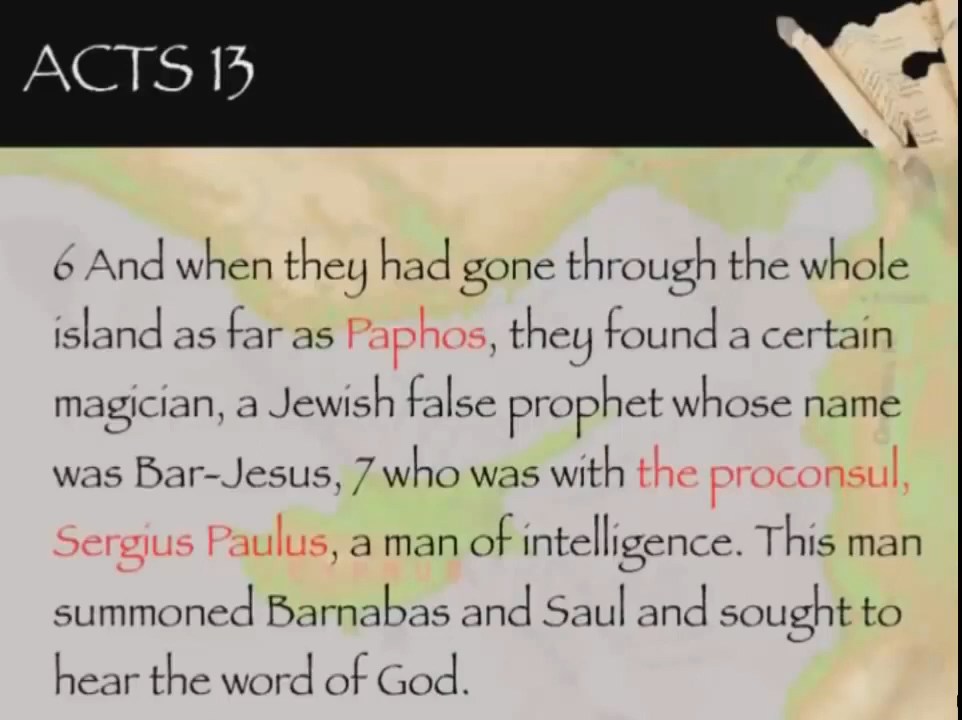 ACTS 13
6 And when they had gone through the whole
island as far as Paphos, they found a certain
magician, a Jewish false prophet whose name
was Bar-Jesus, 7 who was with the proconsul,
Sergius Paulus, a man of intelligence. This man
summoned Barnabas and Saul and sought to
hear the word of God.